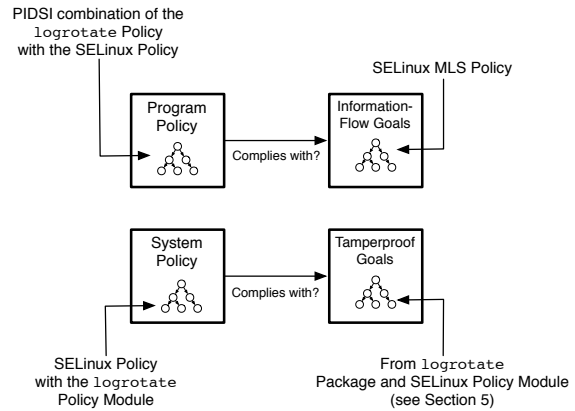 PIDSI combination of the
logrotate Policy
with the SELinux Policy
SELinux MLS Policy
Program
Policy
Complies with?
Information-
Flow Goals
System
Policy
Complies with?
Tamperproof
Goals
SELinux Policy
with the logrotate
Policy Module
From logrotate
Package and SELinux Policy Module
(see Section 5)